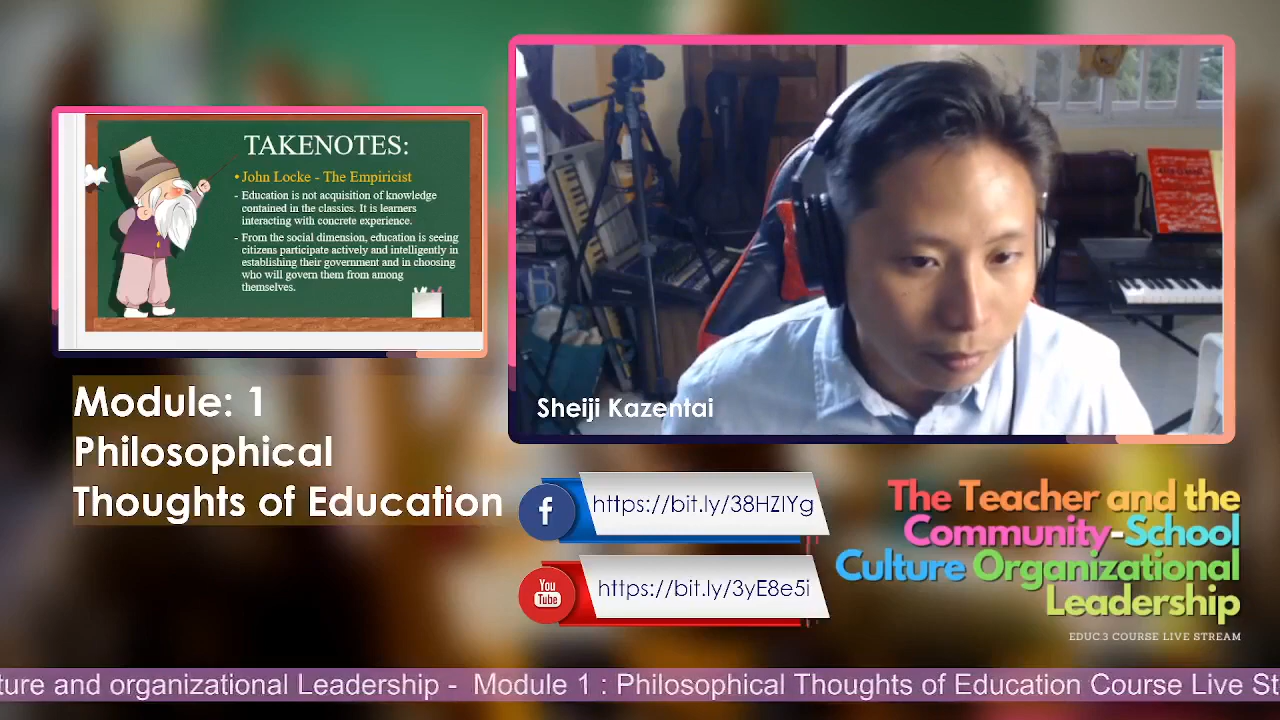 TAKENOTES:
•John Locke - The Empiricist
- Education is not acquisition of knowledge
contained in the classics. It is learners
interacting with concrete experience.
- From the social dimension, education is seeing
citizens participate actively and intelligently in
establishing their government and in choosing
who will govern them from among
themselves.
Module: 1
Philosophical
Thoughts of Education
Sheiji Kazentai
f
https://bit.ly/38HZIYg
You
Tube
https://bit.ly/3yE8e5i
The Teacher and the
Community-School
Culture Organizational
Leadership
EDUC.3 COURSE LIVE STREAM
ture and organizational Leadership - Module 1 : Philosophical Thoughts of Education Course Live St